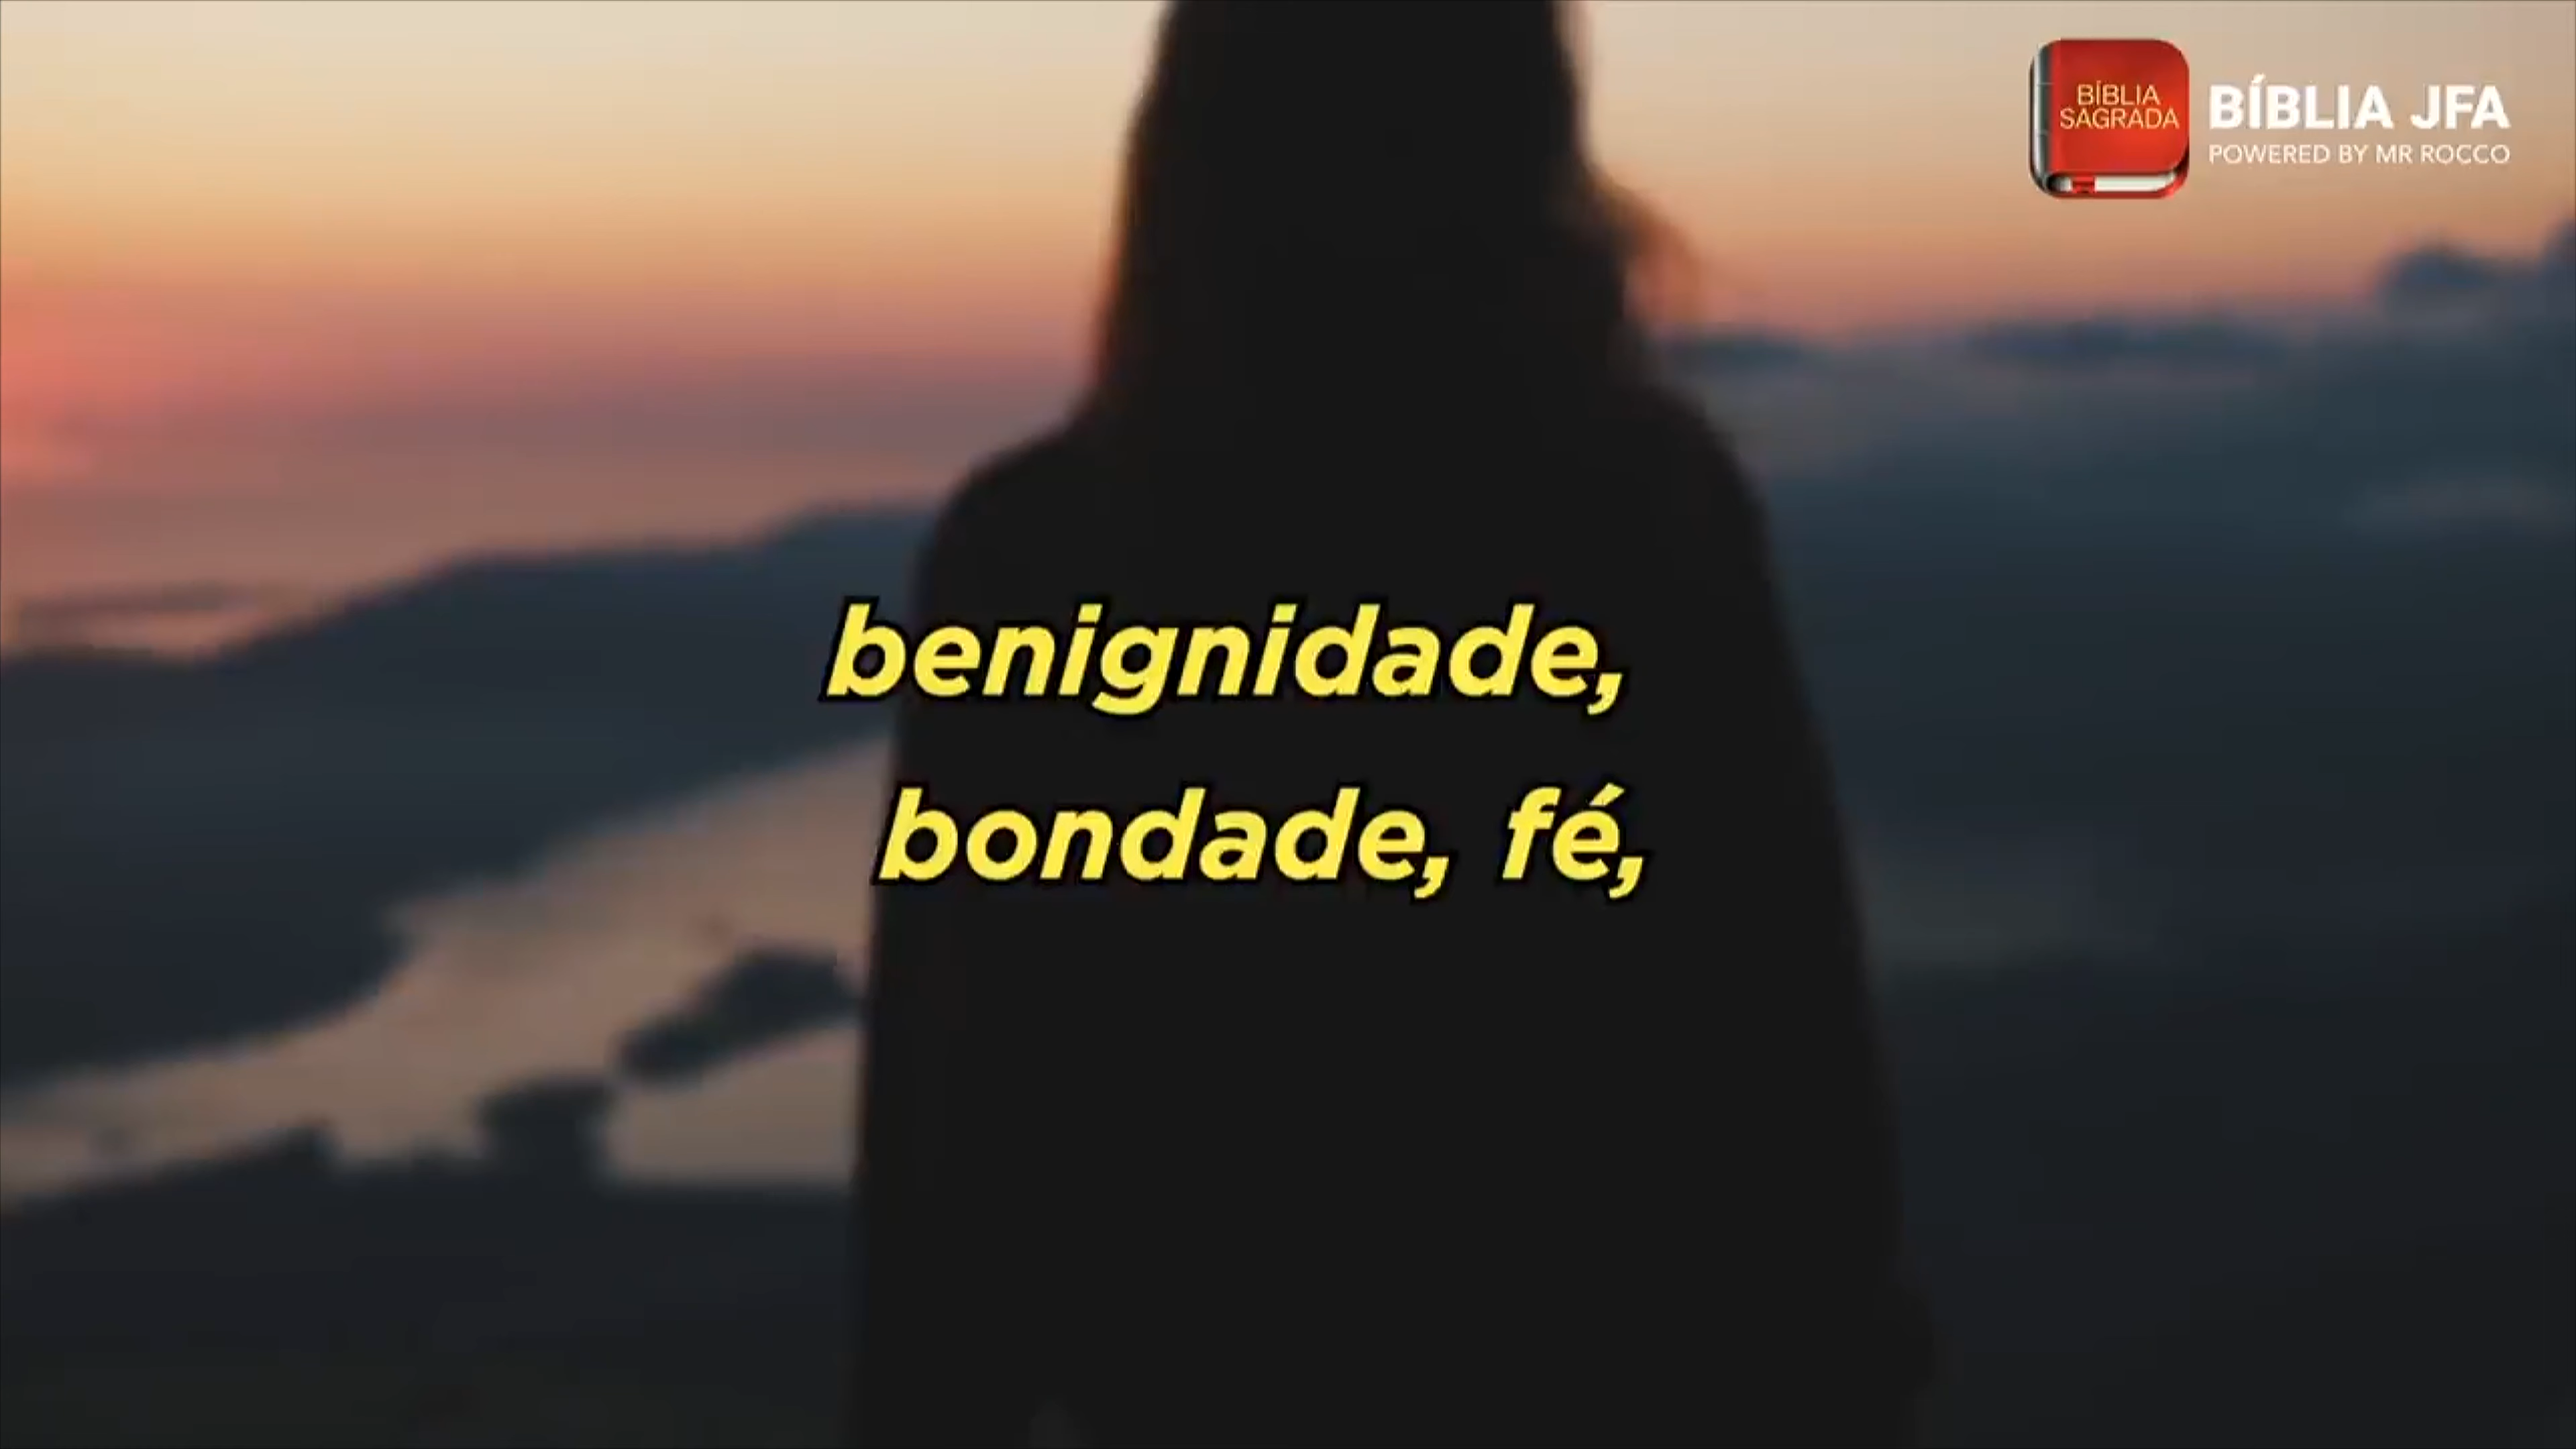 BÍBLIA
SAGRADA
BÍBLIA JFA
POWERED BY MR ROCCO
benignidade,
bondade, fé,